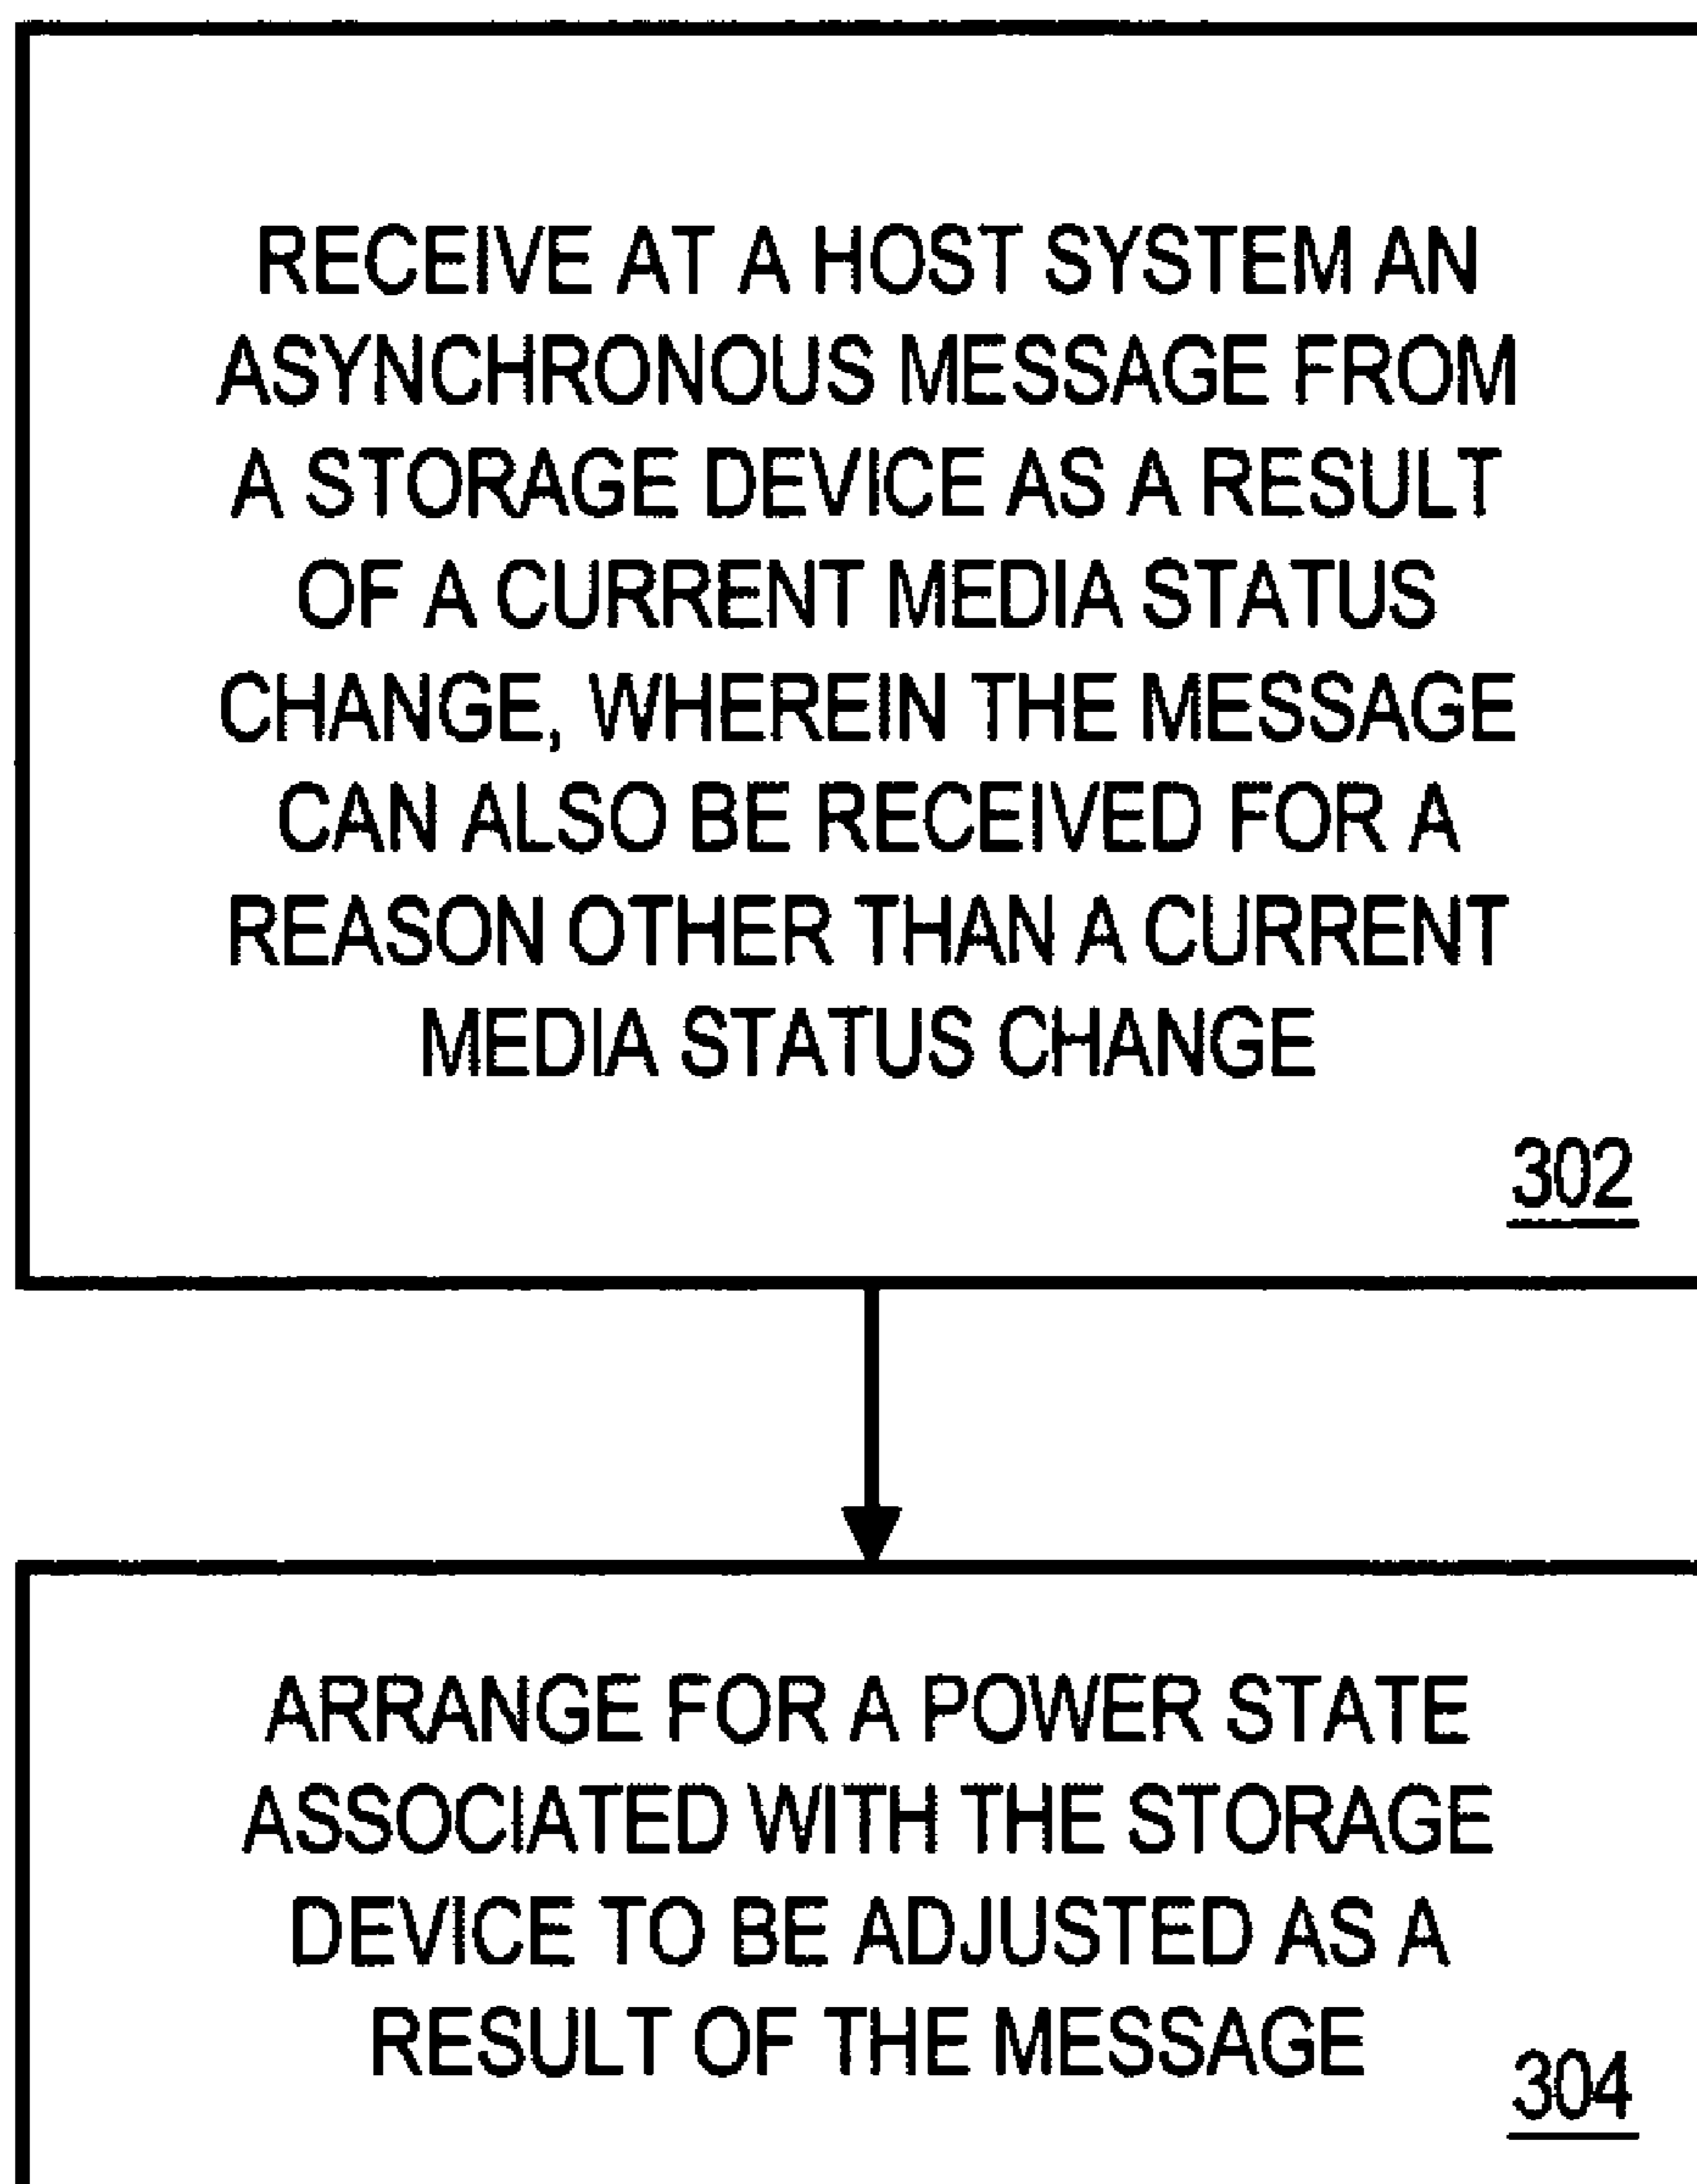 RECEIVE AT A HOST SYSTEM AN
ASYNCHRONOUS MESSAGE FROM
A STORAGE DEVICE AS A RESULT
OF A CURRENT MEDIA STATUS
CHANGE, WHEREIN THE MESSAGE
CAN ALSO BE RECEIVED FOR A
REASON OTHER THAN A CURRENT
MEDIA STATUS CHANGE
302
ARRANGE FOR A POWER STATE
ASSOCIATED WITH THE STORAGE
DEVICE TO BE ADJUSTED AS A
RESULT OF THE MESSAGE
304